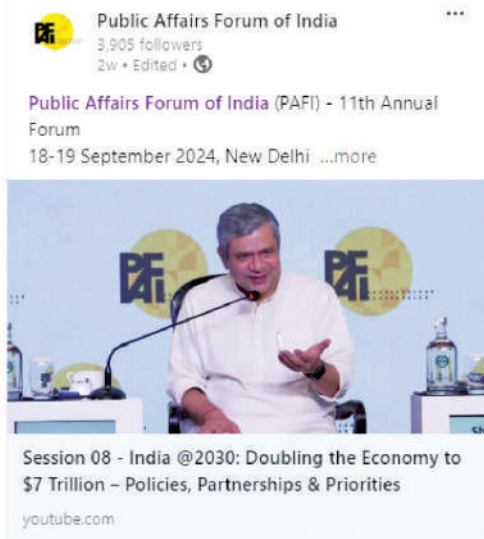 Public Affairs Forum of India
3,905 followers
2w • Edited •
Public Affairs Forum of India (PAFI) - 11th Annual
Forum
18-19 September 2024, New Delhi ...more
PAFI
PAFI
Session 08 - India @2030: Doubling the Economy to
$7 Trillion – Policies, Partnerships & Priorities
youtube.com